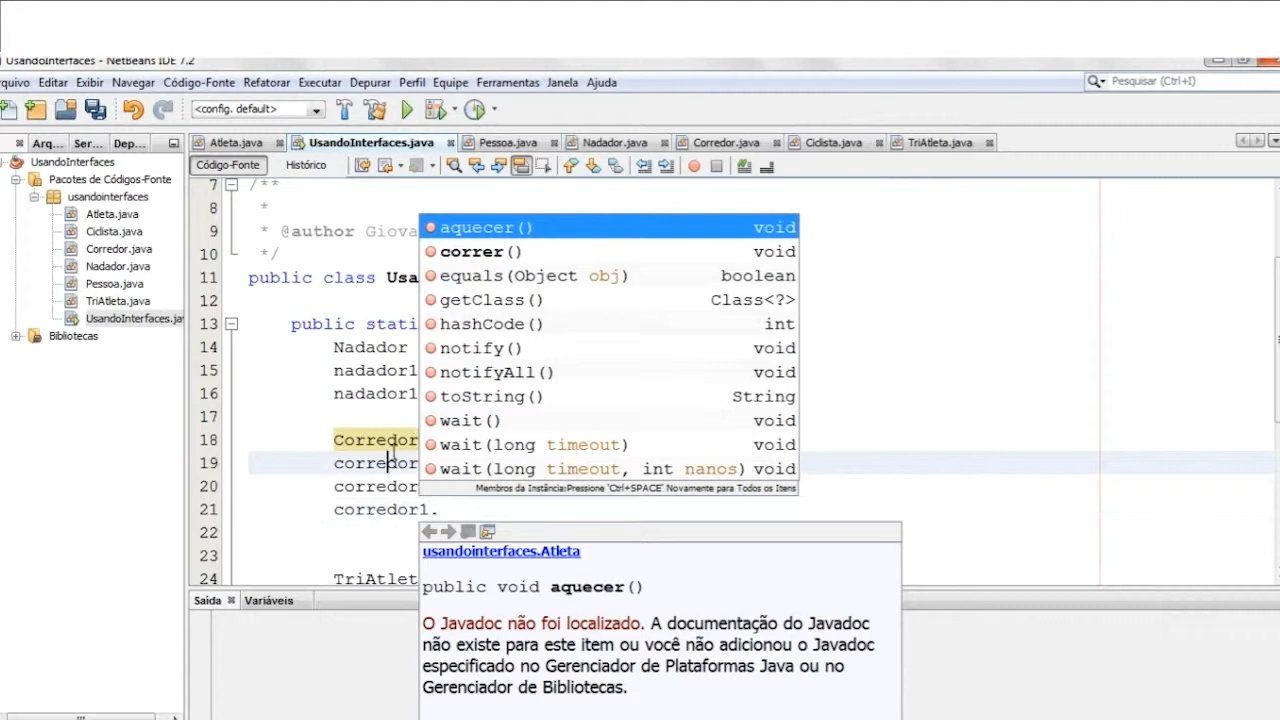 UsandoInterfaces - NetBeans IDE 7.2
rquivo Editar Exibir Navegar Código-Fonte Refatorar Executar Depurar Perfil Equipe Ferramentas Janela Ajuda
Pesquisar (Ctrl+I)
<config. default>
Arq... Ser... Dep...
Atleta.java UsandoInterfaces.java Pessoa.java Nadador.java Corredor.java Ciclista.java TriAtleta.java
Código-Fonte Histórico
UsandoInterfaces
Pacotes de Códigos-Fonte
usandointerfaces
Atleta.java
Ciclista.java
Corredor.java
Nadador.java
Pessoa.java
TriAtleta.java
UsandoInterfaces.ja
Bibliotecas
7 /**
8 *
9 * @author Giova
10 */
11 public class Usa
12
13 public stati
14 Nadador
15 nadador1
16 nadador1
17
18 Corredor
19 corredor
20 corredor
21 corredor1.
22
23
24 TriAtlet
aquecer() void
correr() void
equals(Object obj) boolean
getClass() Class<?>
hashCode() int
notify() void
notifyAll() void
toString() String
wait() void
wait(long timeout) void
wait(long timeout, int nanos) void
Membros da Instância;Pressione 'Ctrl+SPACE' Novamente para Todos os Itens
usandointerfaces.Atleta
public void aquecer()
O Javadoc não foi localizado. A documentação do Javadoc
não existe para este item ou você não adicionou o Javadoc
especificado no Gerenciador de Plataformas Java ou no
Gerenciador de Bibliotecas.
Saída Variáveis